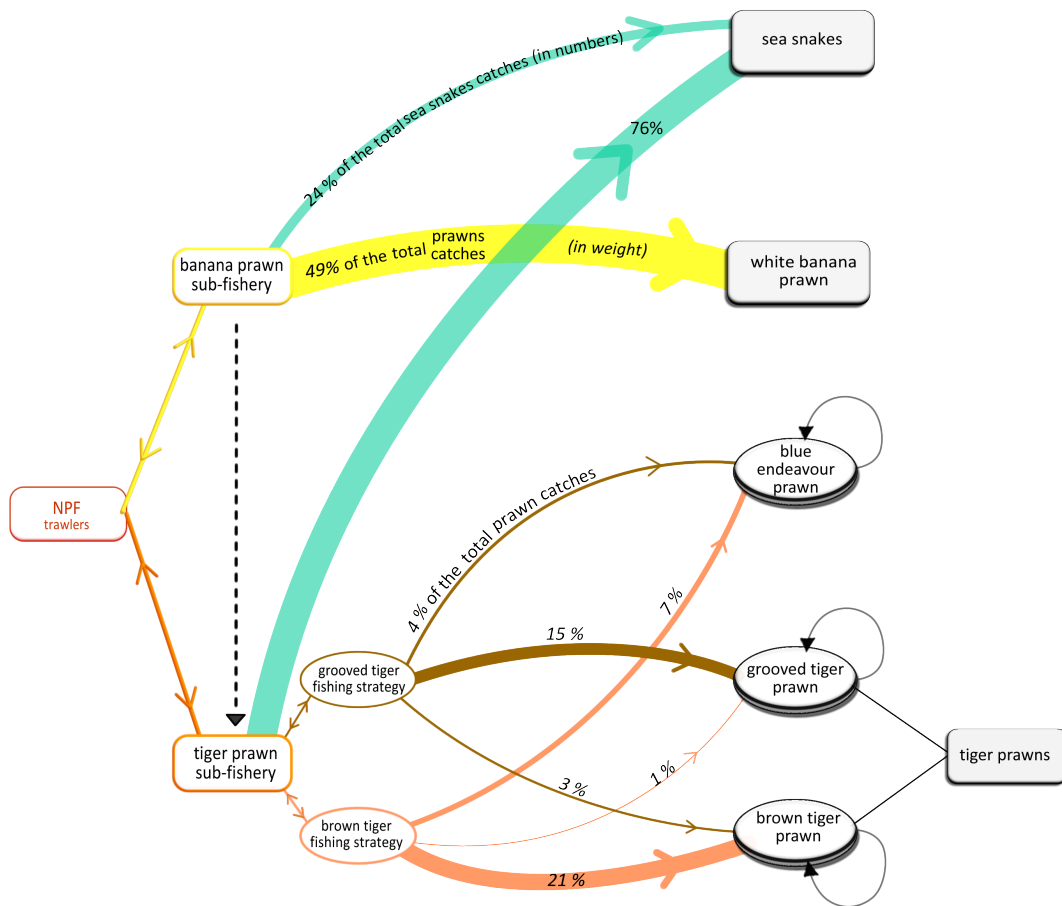 sea snakes
24 % of the total sea snakes catches (in numbers)
76%
banana prawn
sub-fishery
49% of the total prawns
catches
(in weight)
white banana
prawn
NPF
trawlers
blue
endeavour
prawn
4 % of the total prawn catches
7 %
15 %
grooved tiger
fishing strategy
grooved tiger
prawn
tiger prawn
sub-fishery
tiger prawns
3 %
1 %
brown tiger
fishing strategy
brown tiger
prawn
21 %